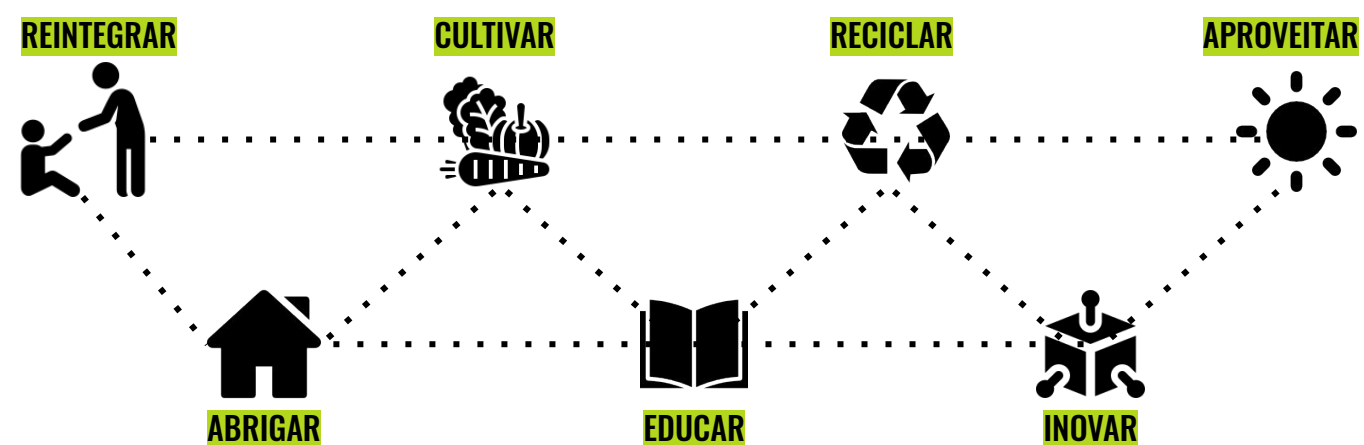 REINTEGRAR
CULTIVAR
RECICLAR
APROVEITAR
ABRIGAR
EDUCAR
INOVAR